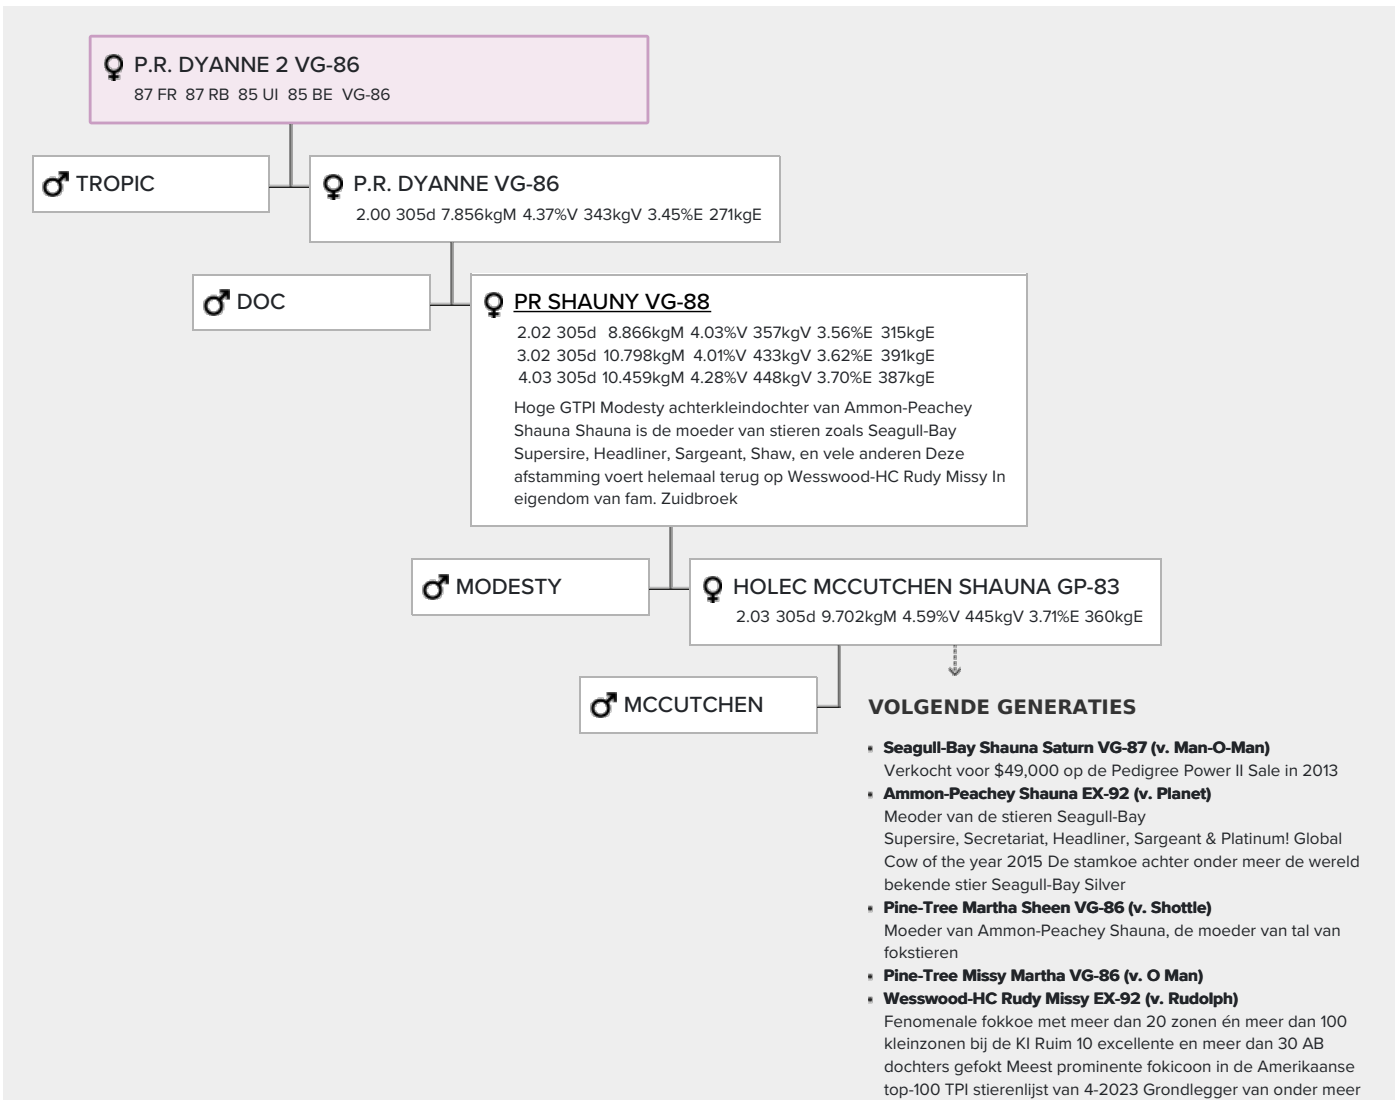 P.R. DYANNE 2 VG-86
87 FR 87 RB 85 UI 85 BE VG-86
TROPIC
P.R. DYANNE VG-86
2.00 305d 7.856kgM 4.37%V 343kgV 3.45%E 271kgE
DOC
PR SHAUNY VG-88
2.02 305d 8.866kgM 4.03%V 357kgV 3.56%E 315kgE
3.02 305d 10.798kgM 4.01%V 433kgV 3.62%E 391kgE
4.03 305d 10.459kgM 4.28%V 448kgV 3.70%E 387kgE
Hoge GTPI Modesty achterkleindochter van Ammon-Peachey
Shauna Shauna is de moeder van stieren zoals Seagull-Bay
Supersire, Headliner, Sargeant, Shaw, en vele anderen Deze
afstamming voert helemaal terug op Wesswood-HC Rudy Missy In
eigendom van fam. Zuidbroek
MODESTY
HOLEC MCCUTCHEN SHAUNA GP-83
2.03 305d 9.702kgM 4.59%V 445kgV 3.71%E 360kgE
MCCUTCHEN
VOLGENDE GENERATIES
▪ Seagull-Bay Shauna Saturn VG-87 (v. Man-O-Man)
Verkocht voor $49,000 op de Pedigree Power II Sale in 2013
▪ Ammon-Peachey Shauna EX-92 (v. Planet)
Meoder van de stieren Seagull-Bay
Supersire, Secretariat, Headliner, Sargeant & Platinum! Global
Cow of the year 2015 De stamkoe achter onder meer de wereld
bekende stier Seagull-Bay Silver
▪ Pine-Tree Martha Sheen VG-86 (v. Shottle)
Moeder van Ammon-Peachey Shauna, de moeder van tal van
fokstieren
▪ Pine-Tree Missy Martha VG-86 (v. O Man)
▪ Wesswood-HC Rudy Missy EX-92 (v. Rudolph)
Fenomenale fokkoe met meer dan 20 zonen én meer dan 100
kleinzonen bij de KI Ruim 10 excellente en meer dan 30 AB
dochters gefokt Meest prominente fokicoon in de Amerikaanse
top-100 TPI stierenlijst van 4-2023 Grondlegger van onder meer